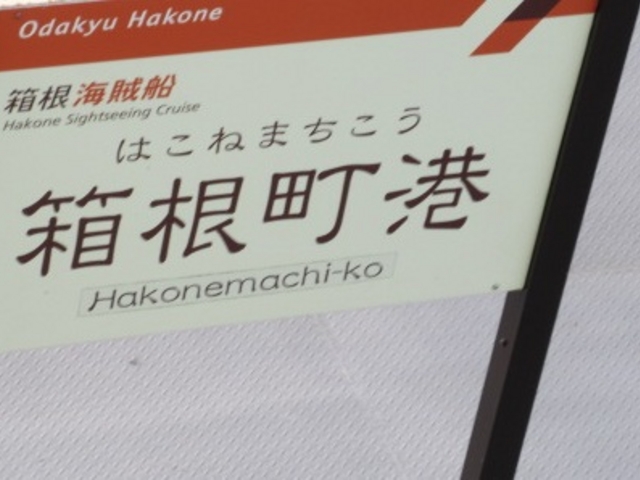 Odakyu Hakone
箱根海賊船
Hakone Sightseeing Cruise
はこねまちこう
箱根町港
Hakonemachi-ko